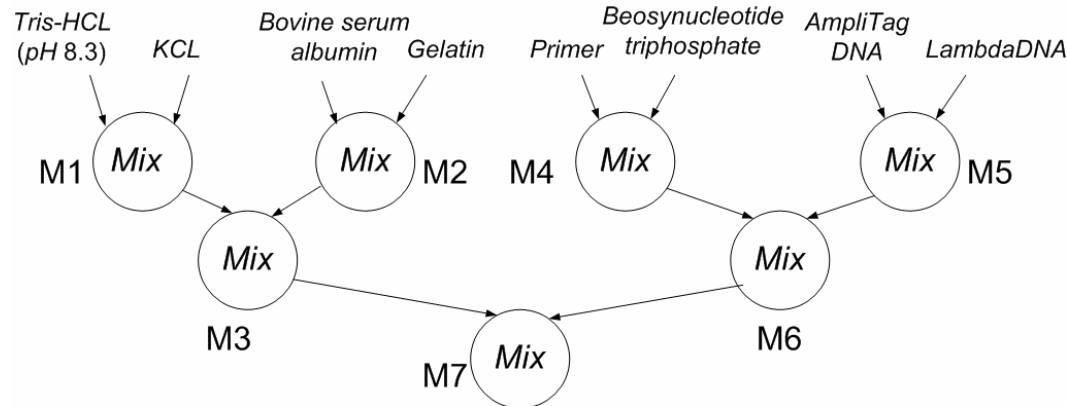 Tris-HCL
(pH 8.3)
KCL
Bovine serum
albumin
Gelatin
Primer
Beosynucleotide
triphosphate
AmpliTag
DNA
LambdaDNA
M1
Mix
Mix
M2
M4
Mix
Mix
M5
Mix
M3
Mix
M6
M7
Mix